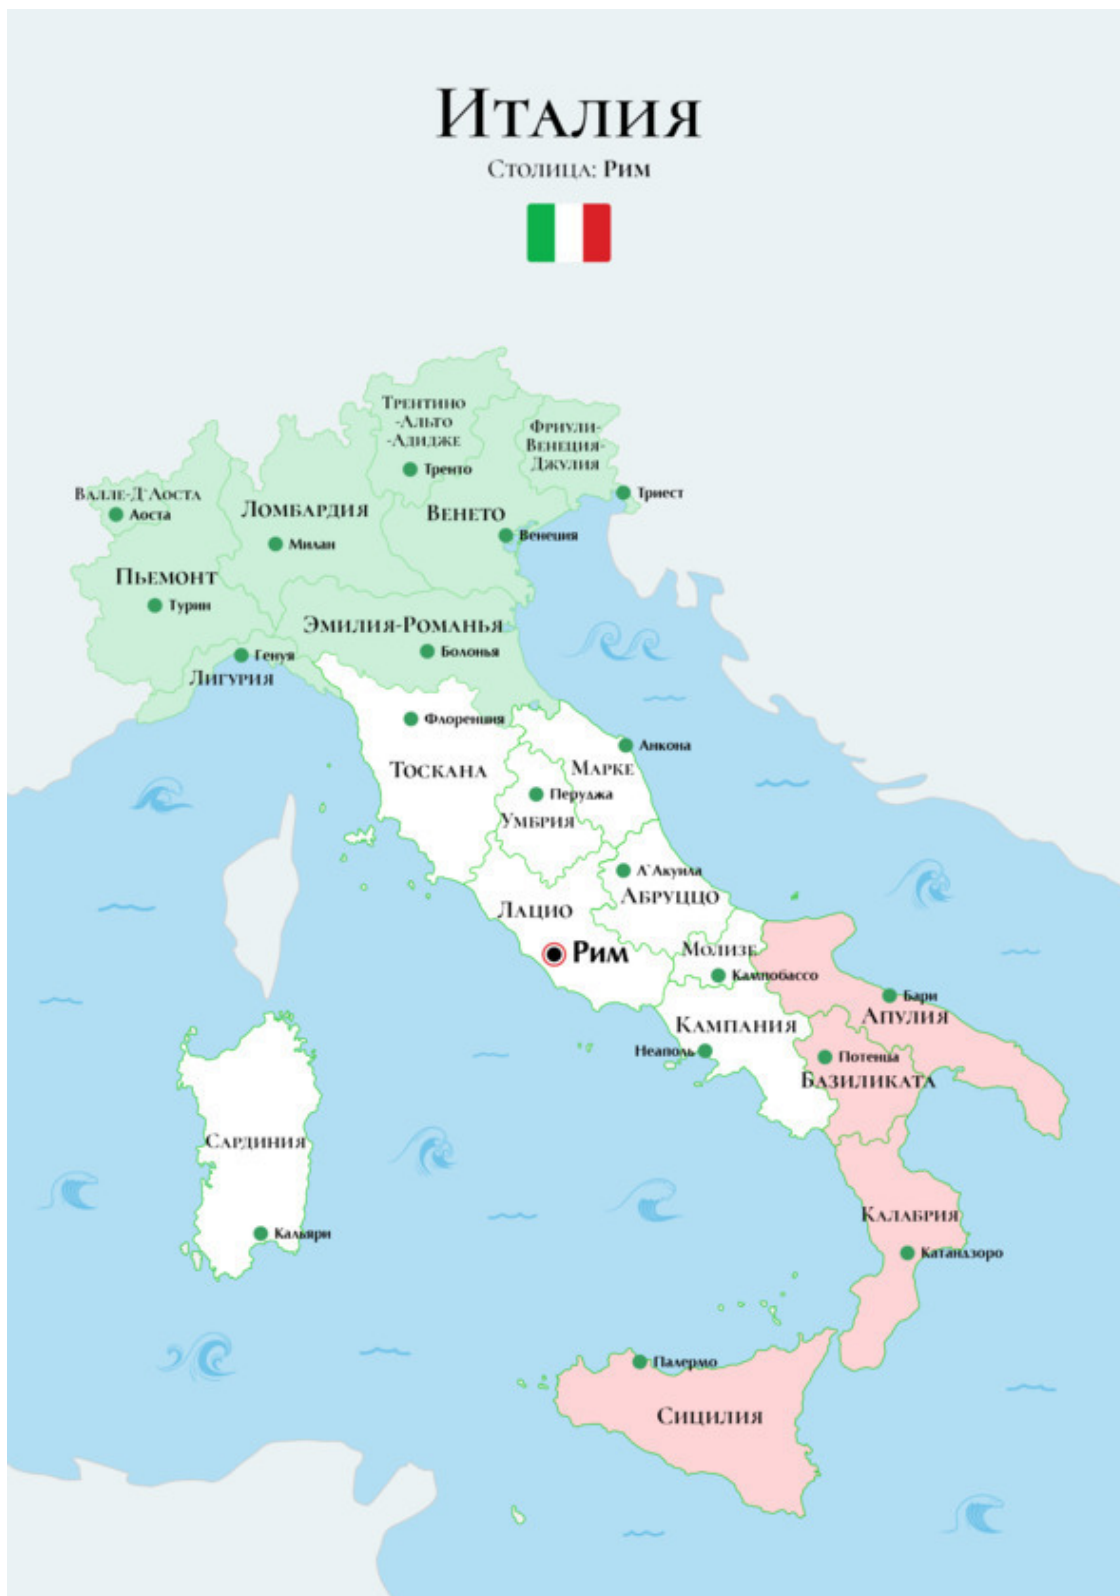 Италия
Столица: Рим
Трентино
-Альто
-Адидже
Фриули-
Венеция-
Джулия
Тренто
Валле-Д`Аоста
Аоста
Триест
Ломбардия
Венето
Милан
Венеция
Пьемонт
Турин
Эмилия-Романья
Генуя
Болонья
Лигурия
Флоренция
Анкона
Тоскана
Марке
Перуджа
Умбрия
Л`Акуила
Абруццо
Лацио
Рим
Молизе
Кампобассо
Бари
Апулия
Кампания
Неаполь
Потенца
Базиликата
Сардиния
Калабрия
Кальяри
Катандзоро
Палермо
Сицилия